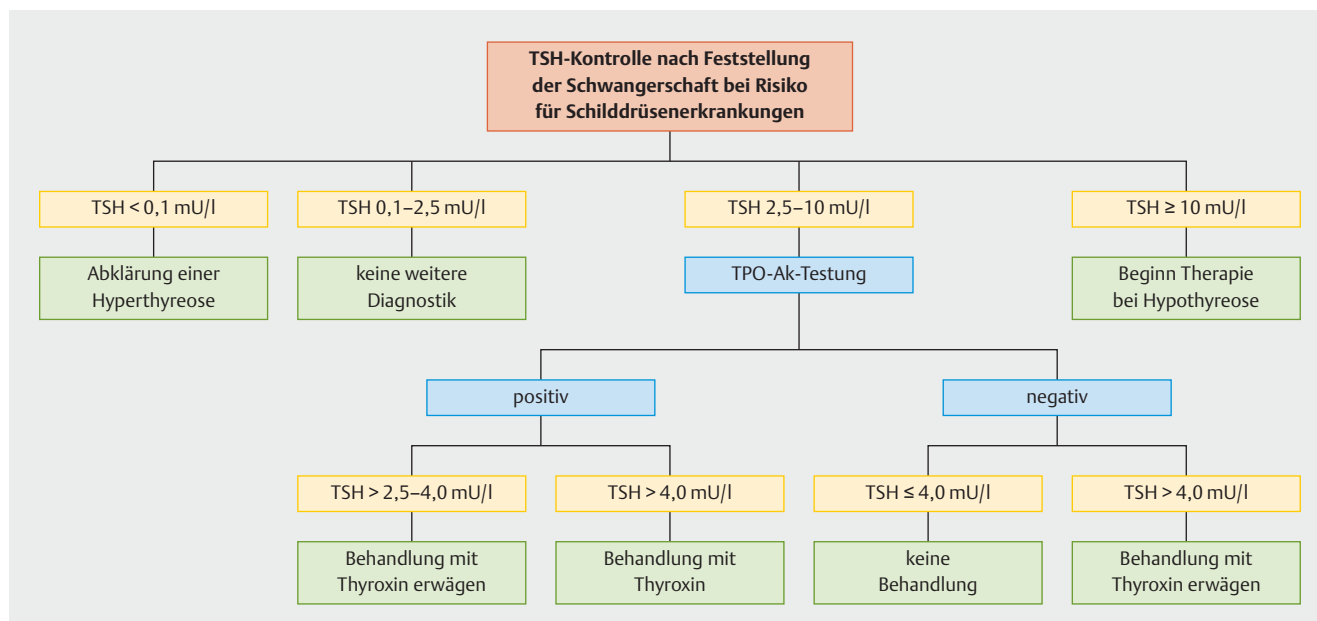 TSH-Kontrolle nach Feststellung
der Schwangerschaft bei Risiko
für Schilddrüsenerkrankungen
TSH < 0,1 mU/l
TSH 0,1–2,5 mU/l
TSH 2,5–10 mU/l
TSH ≥ 10 mU/l
Abklärung einer
Hyperthyreose
keine weitere
Diagnostik
TPO-Ak-Testung
Beginn Therapie
bei Hypothyreose
positiv
negativ
TSH > 2,5–4,0 mU/l
TSH > 4,0 mU/l
TSH ≤ 4,0 mU/l
TSH > 4,0 mU/l
Behandlung mit
Thyroxin erwägen
Behandlung mit
Thyroxin
keine
Behandlung
Behandlung mit
Thyroxin erwägen